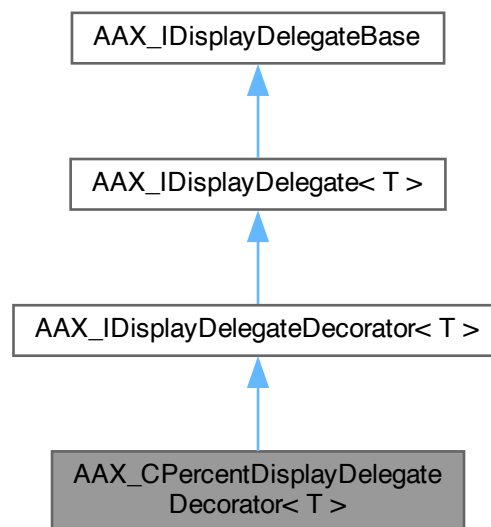 AAX_IDisplayDelegateBase
AAX_IDisplayDelegate< T >
AAX_IDisplayDelegateDecorator< T >
AAX_CPercentDisplayDelegate
Decorator< T >